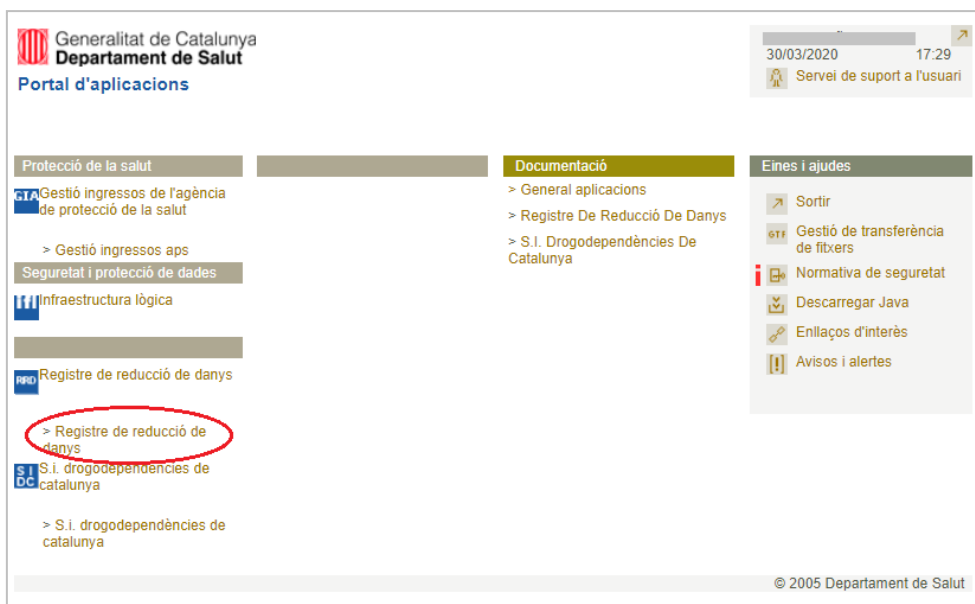 Generalitat de Catalunya
Departament de Salut
Portal d'aplicacions
30/03/2020 17:29
Servei de suport a l'usuari
Protecció de la salut
GIA
Gestió ingressos de l'agència
de protecció de la salut
> Gestió ingressos aps
Seguretat i protecció de dades
Infraestructura lògica
RRD
Registre de reducció de danys
> Registre de reducció de
danys
SI
DC
S.i. drogodependències de
catalunya
> S.i. drogodependències de
catalunya
Documentació
> General aplicacions
> Registre De Reducció De Danys
> S.I. Drogodependències De
Catalunya
Eines i ajudes
Sortir
GTF
Gestió de transferència
de fitxers
Normativa de seguretat
Descarregar Java
Enllaços d'interès
[!] Avisos i alertes
© 2005 Departament de Salut